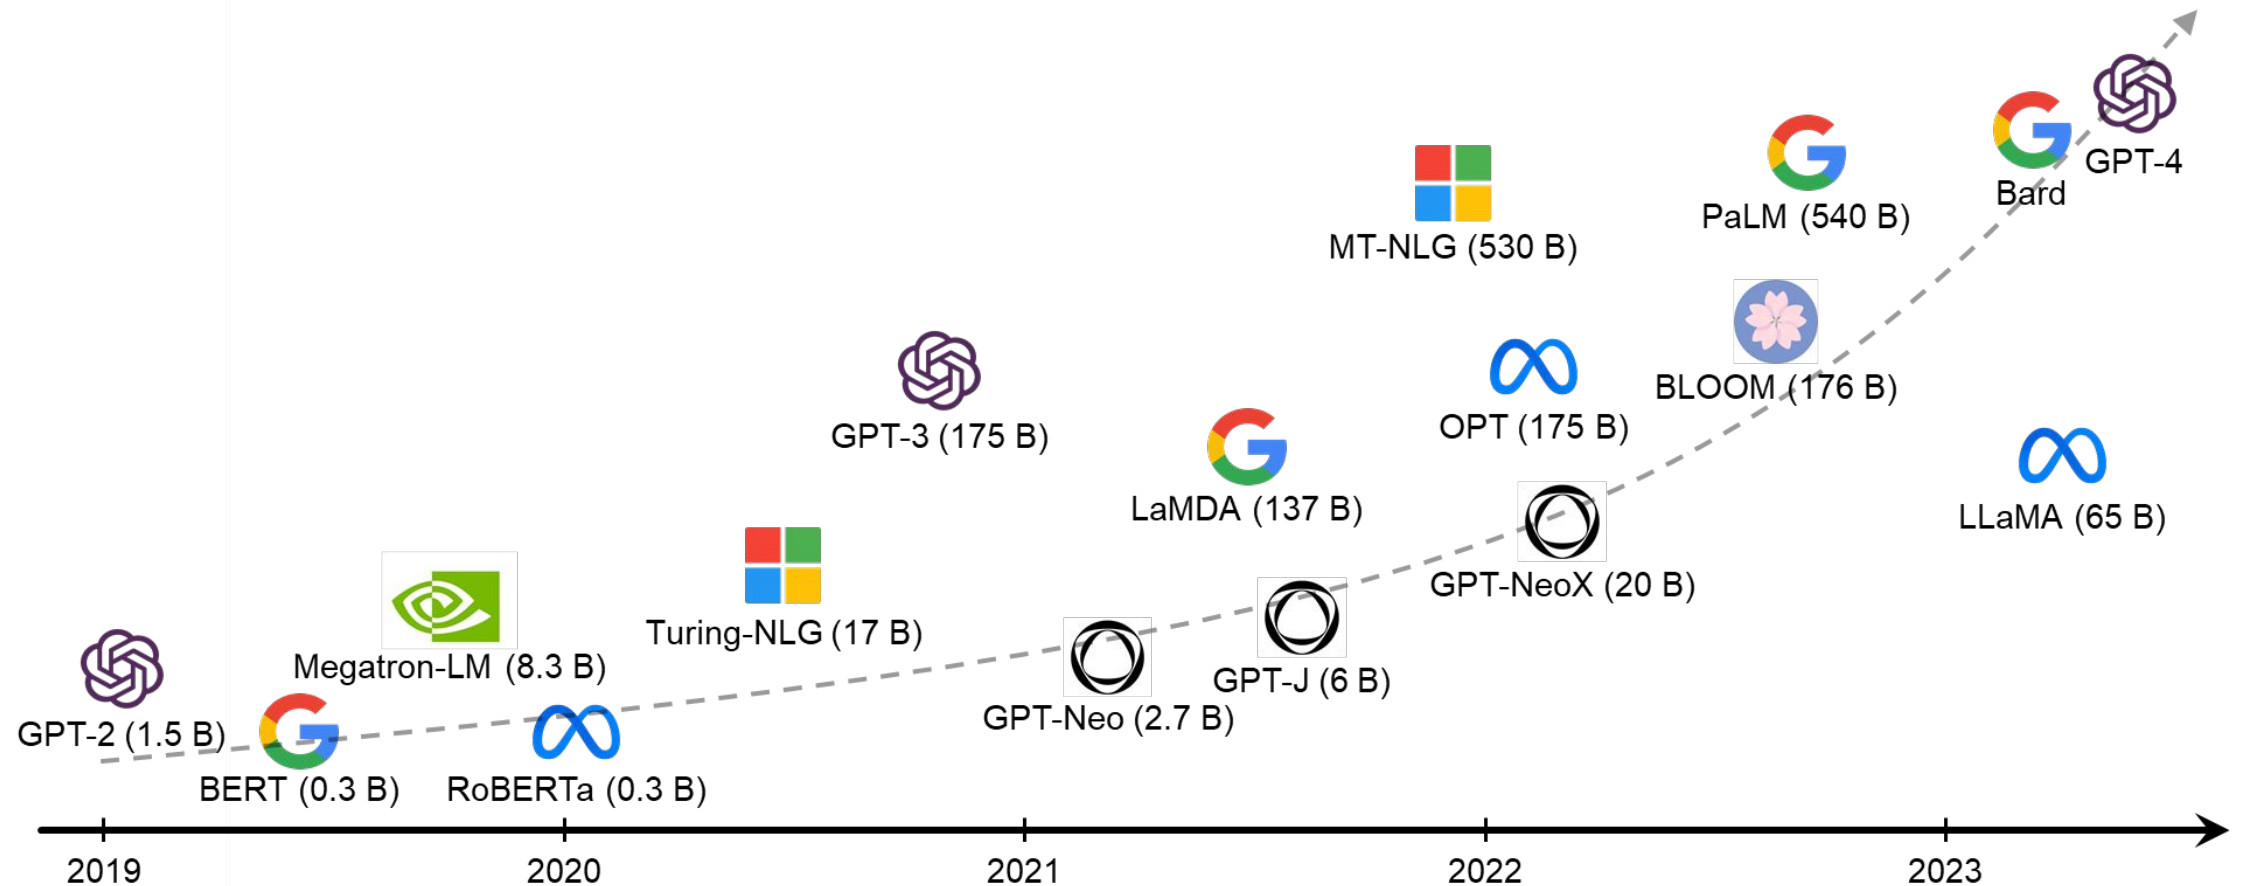 GPT-4
Bard
PaLM (540 B)
MT-NLG (530 B)
BLOOM (176 B)
OPT (175 B)
GPT-3 (175 B)
LaMDA (137 B)
LLaMA (65 B)
GPT-NeoX (20 B)
Turing-NLG (17 B)
Megatron-LM (8.3 B)
GPT-J (6 B)
GPT-Neo (2.7 B)
GPT-2 (1.5 B)
BERT (0.3 B)
RoBERTa (0.3 B)
2019
2020
2021
2022
2023